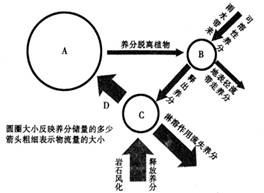 A
养分脱离植物
B
可溶性养分
雨水带来
地表径流
带走养分
释出养分
D
C
淋溶作用流失养分
圆圈大小反映养分储量的多少
箭头粗细表示物流量的大小
岩石风化
释放养分